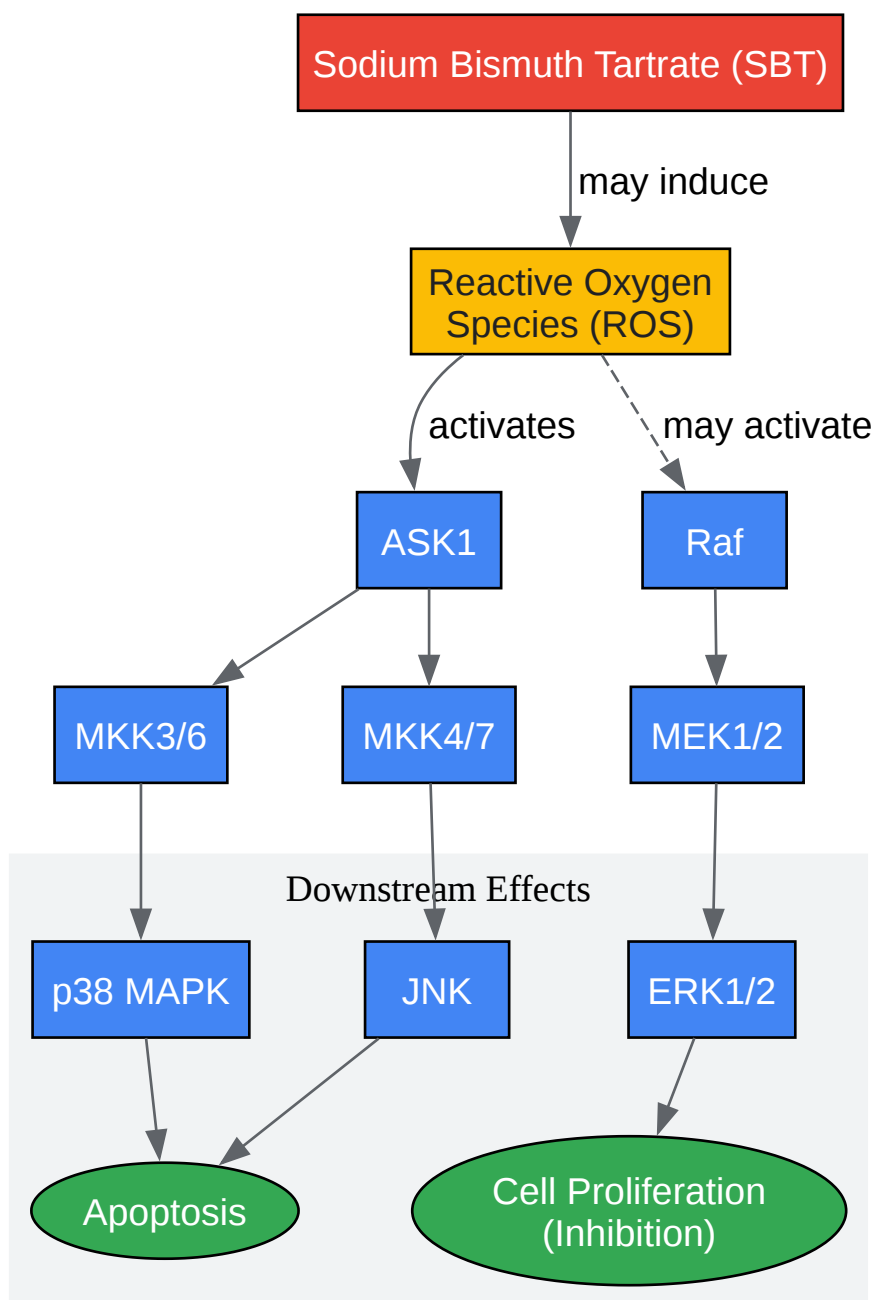 Sodium Bismuth Tartrate (SBT)
may induce
Reactive Oxygen
Species (ROS)
activates
may activate
ASK1
Raf
MKK3/6
MKK4/7
MEK1/2
Downstream Effects
p38 MAPK
JNK
ERK1/2
Apoptosis
Cell Proliferation
(Inhibition)